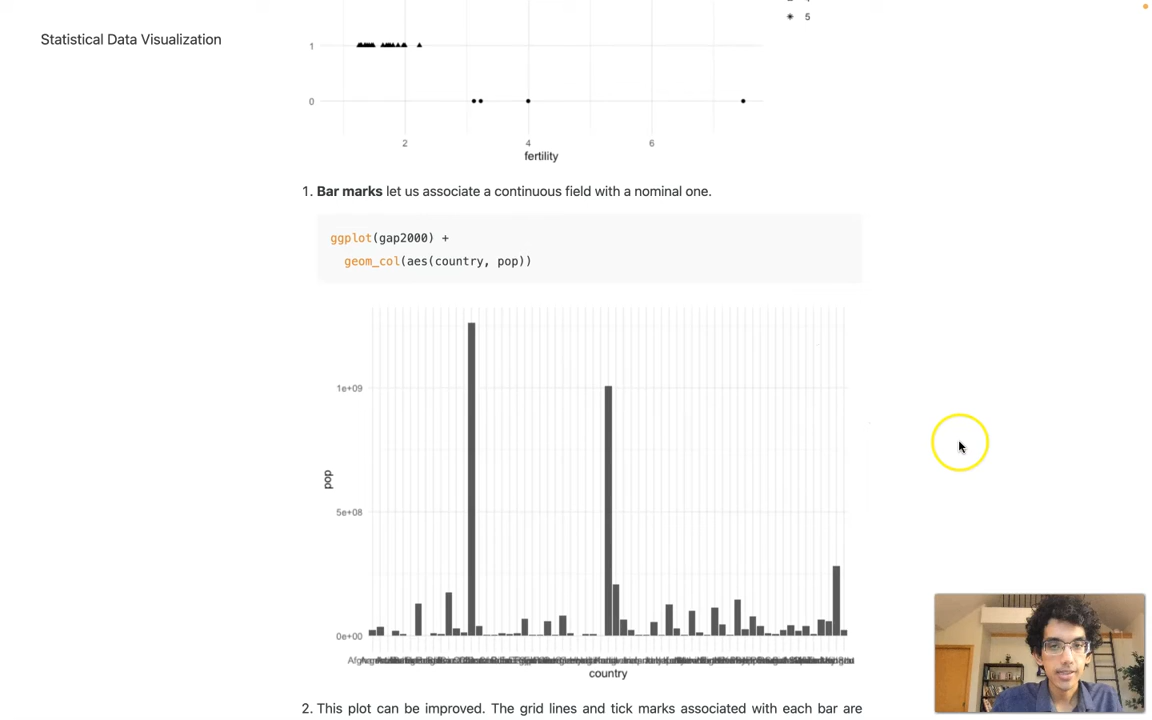 Statistical Data Visualization
5
1
0
2 4 6
fertility
1. Bar marks let us associate a continuous field with a nominal one.
ggplot(gap2000) +
geom_col(aes(country, pop))
1e+09
5e+08
0e+00
pop
country
2. This plot can be improved. The grid lines and tick marks associated with each bar are